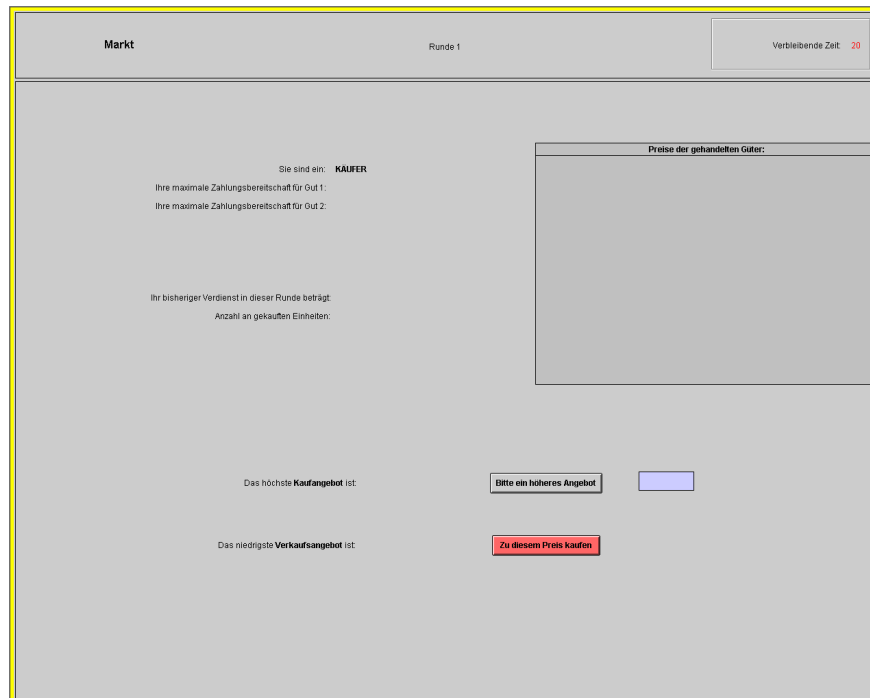 Markt
Runde 1
Verbleibende Zeit: 20
Preise der gehandelten Güter:
Sie sind ein: KÄUFER
Ihre maximale Zahlungsbereitschaft für Gut 1:
Ihre maximale Zahlungsbereitschaft für Gut 2:
Ihr bisheriger Verdienst in dieser Runde beträgt:
Anzahl an gekauften Einheiten:
Das höchste Kaufangebot ist: Bitte ein höheres Angebot
Das niedrigste Verkaufsangebot ist: Zu diesem Preis kaufen